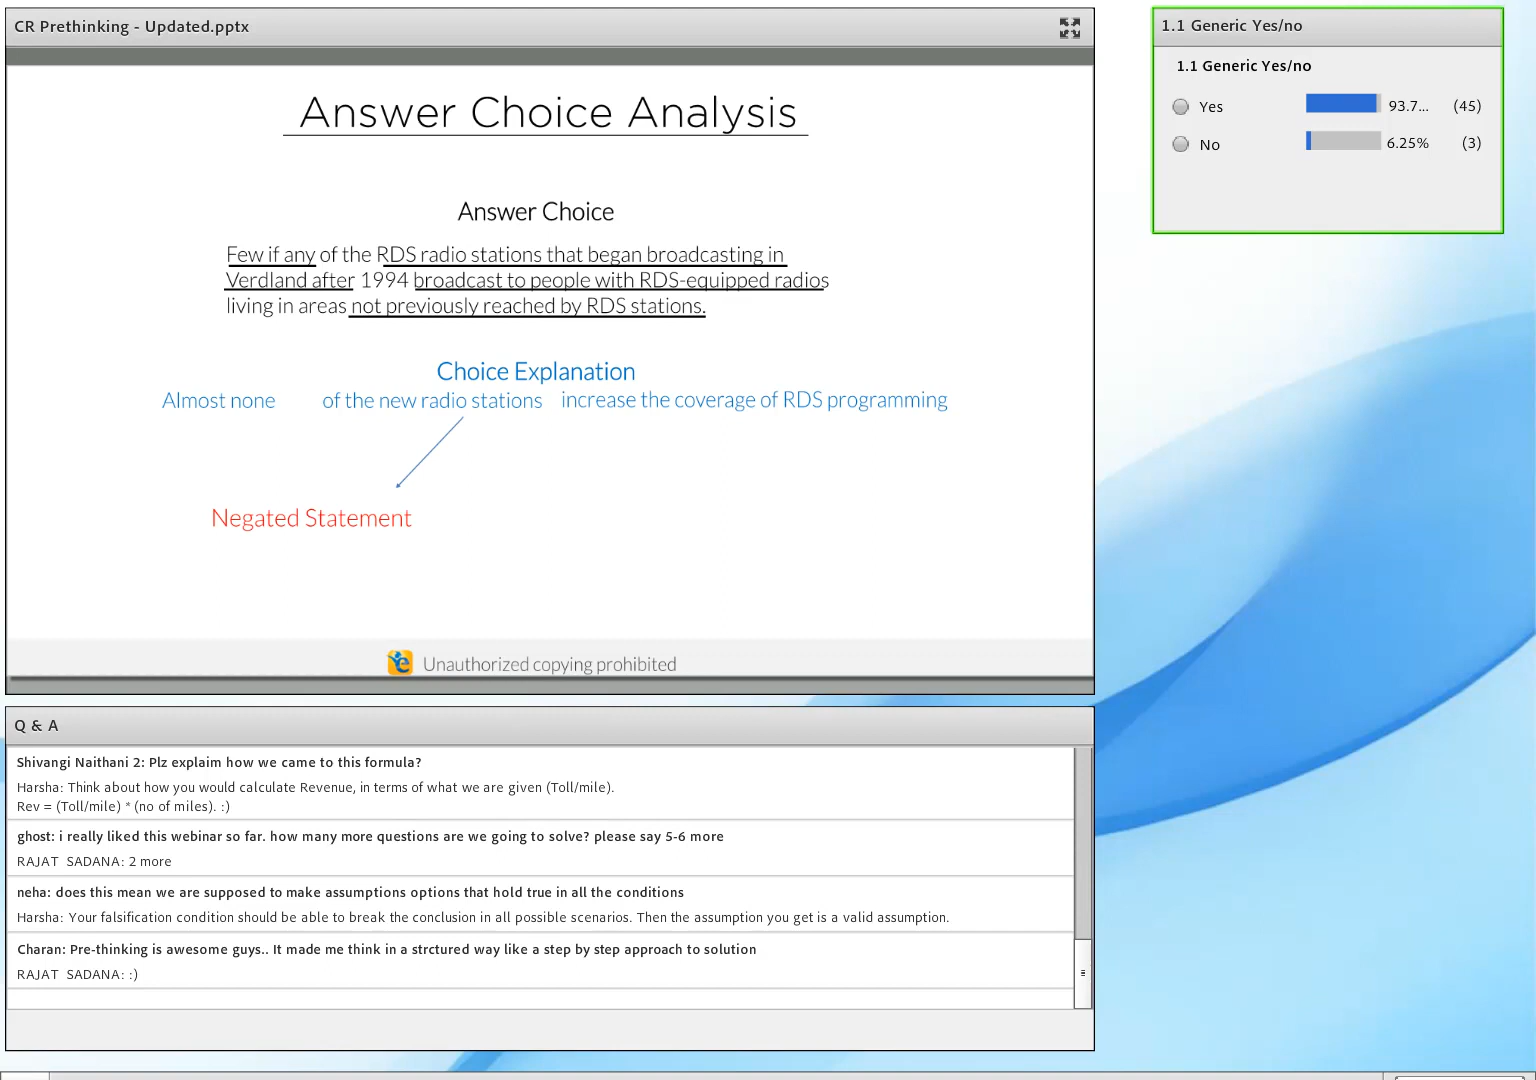 CR Prethinking - Updated.pptx
Answer Choice Analysis
Answer Choice
Few if any of the RDS radio stations that began broadcasting in
Verdland after 1994 broadcast to people with RDS-equipped radios
living in areas not previously reached by RDS stations.
Choice Explanation
Almost none of the new radio stations increase the coverage of RDS programming
Negated Statement
Unauthorized copying prohibited
1.1 Generic Yes/no
1.1 Generic Yes/no
Yes 93.7... (45)
No 6.25% (3)
Q & A
Shivangi Naithani 2: Plz explaim how we came to this formula?
Harsha: Think about how you would calculate Revenue, in terms of what we are given (Toll/mile).
Rev = (Toll/mile) * (no of miles). :)
ghost: i really liked this webinar so far. how many more questions are we going to solve? please say 5-6 more
RAJAT SADANA: 2 more
neha: does this mean we are supposed to make assumptions options that hold true in all the conditions
Harsha: Your falsification condition should be able to break the conclusion in all possible scenarios. Then the assumption you get is a valid assumption.
Charan: Pre-thinking is awesome guys.. It made me think in a strctured way like a step by step approach to solution
RAJAT SADANA: :)